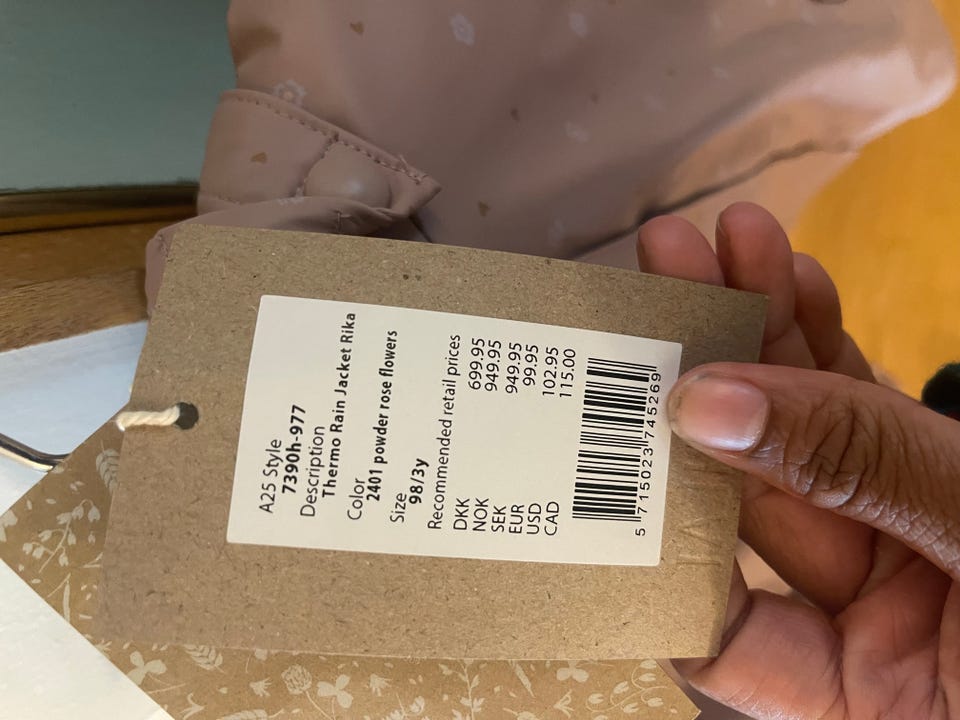 A25 Style
7390h-977
Description
Thermo Rain Jacket Rika
Color
2401 powder rose flowers
Size
98/3y
Recommended retail prices
DKK 699.95
NOK 949.95
SEK 949.95
EUR 99.95
USD 102.95
CAD 115.00
5 715023 745269